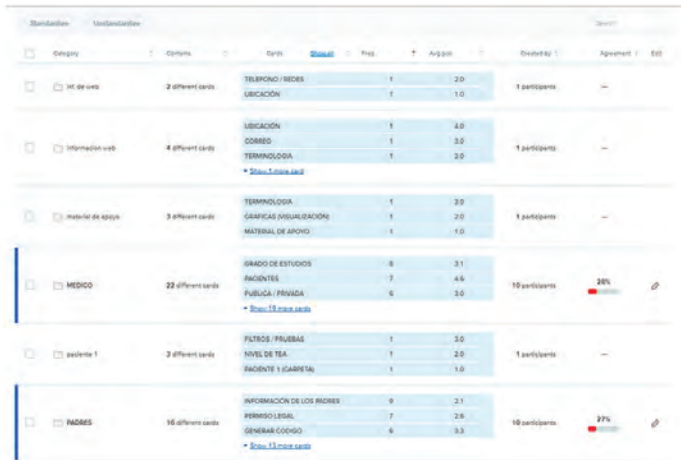 Standardize Unstandardize Search
Category Contains Cards Show all Freq. Avg.pos Created by Agreement Edit
Inf. de web 2 different cards TELEFONO / REDES 1 2.0 1 participants —
UBICACIÓN 1 1.0
UBICACIÓN 1 4.0
Informacion web 4 different cards CORREO 1 3.0 1 participants —
TERMINOLOGIA 1 2.0
Show 1 more card
TERMINOLOGIA 1 3.0
material de apoyo 3 different cards GRAFICAS (VISUALIZACIÓN) 1 2.0 1 participants —
MATERIAL DE APOYO 1 1.0
GRADO DE ESTUDIOS 8 3.1
MEDICO 22 different cards PACIENTES 7 4.6 10 participants 20%
PUBLICA / PRIVADA 6 3.0
Show 19 more cards
FILTROS / PRUEBAS 1 3.0
paciente 1 3 different cards NIVEL DE TEA 1 2.0 1 participants —
PACIENTE 1 (CARPETA) 1 1.0
INFORMACIÓN DE LOS PADRES 9 2.1
PADRES 16 different cards PERMISO LEGAL 7 2.6 10 participants 27%
GENERAR CODIGO 6 3.3
Show 13 more cards